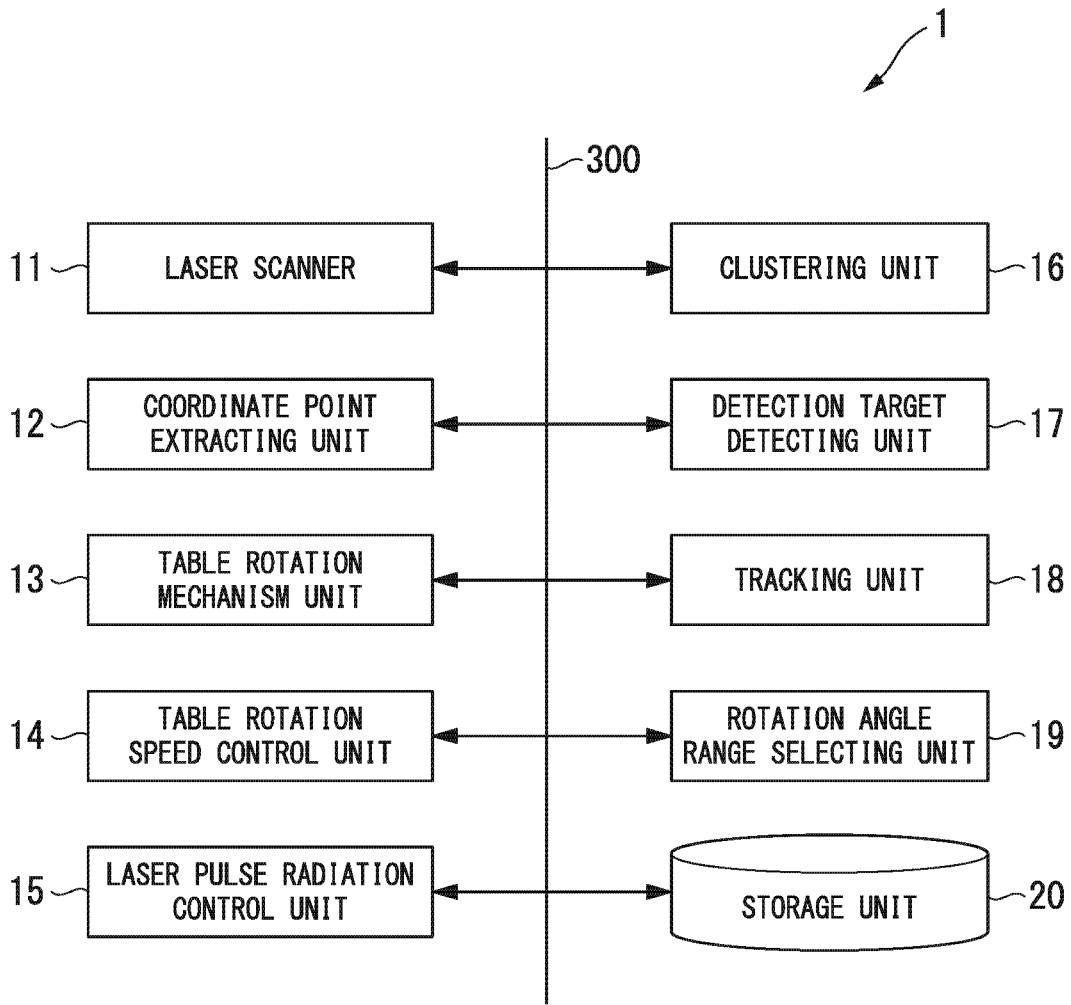 1
300
11
LASER SCANNER
CLUSTERING UNIT
16
12
COORDINATE POINT
EXTRACTING UNIT
DETECTION TARGET
DETECTING UNIT
17
13
TABLE ROTATION
MECHANISM UNIT
TRACKING UNIT
18
14
TABLE ROTATION
SPEED CONTROL UNIT
ROTATION ANGLE
RANGE SELECTING UNIT
19
15
LASER PULSE RADIATION
CONTROL UNIT
STORAGE UNIT
20